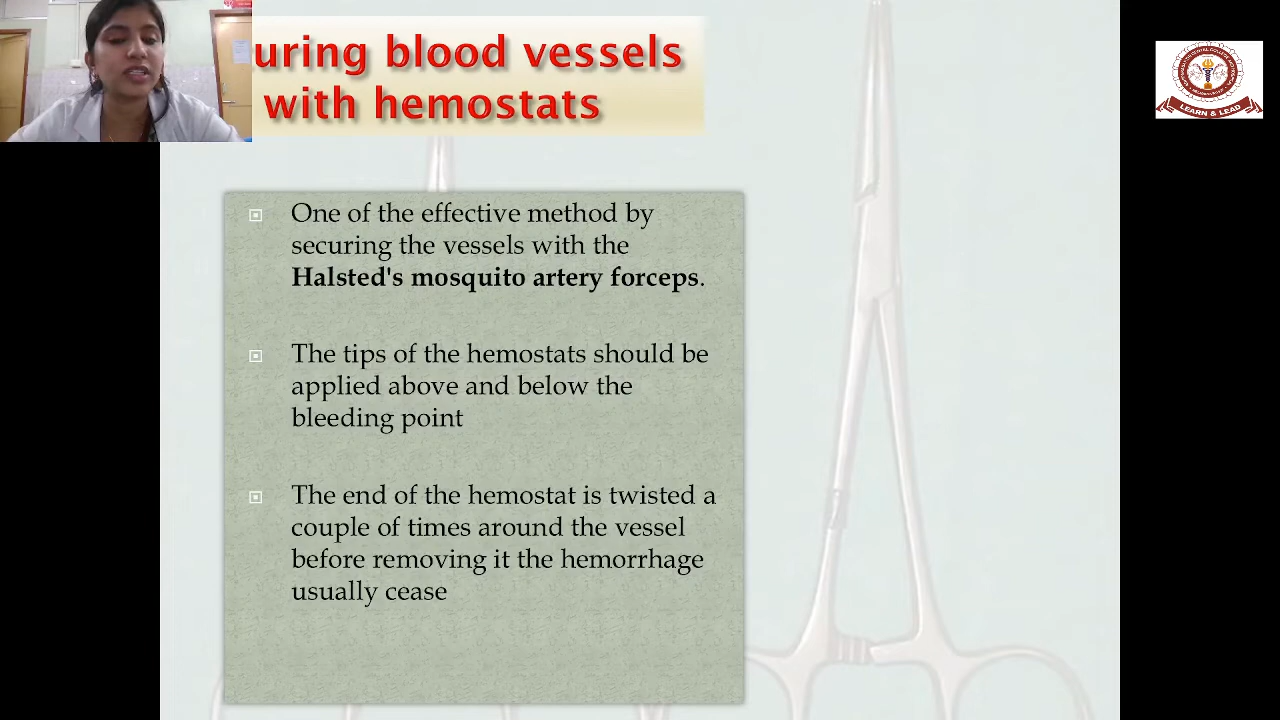 uring blood vessels
with hemostats
One of the effective method by
securing the vessels with the
Halsted's mosquito artery forceps.
The tips of the hemostats should be
applied above and below the
bleeding point
The end of the hemostat is twisted a
couple of times around the vessel
before removing it the hemorrhage
usually cease
LEARN & LEAD